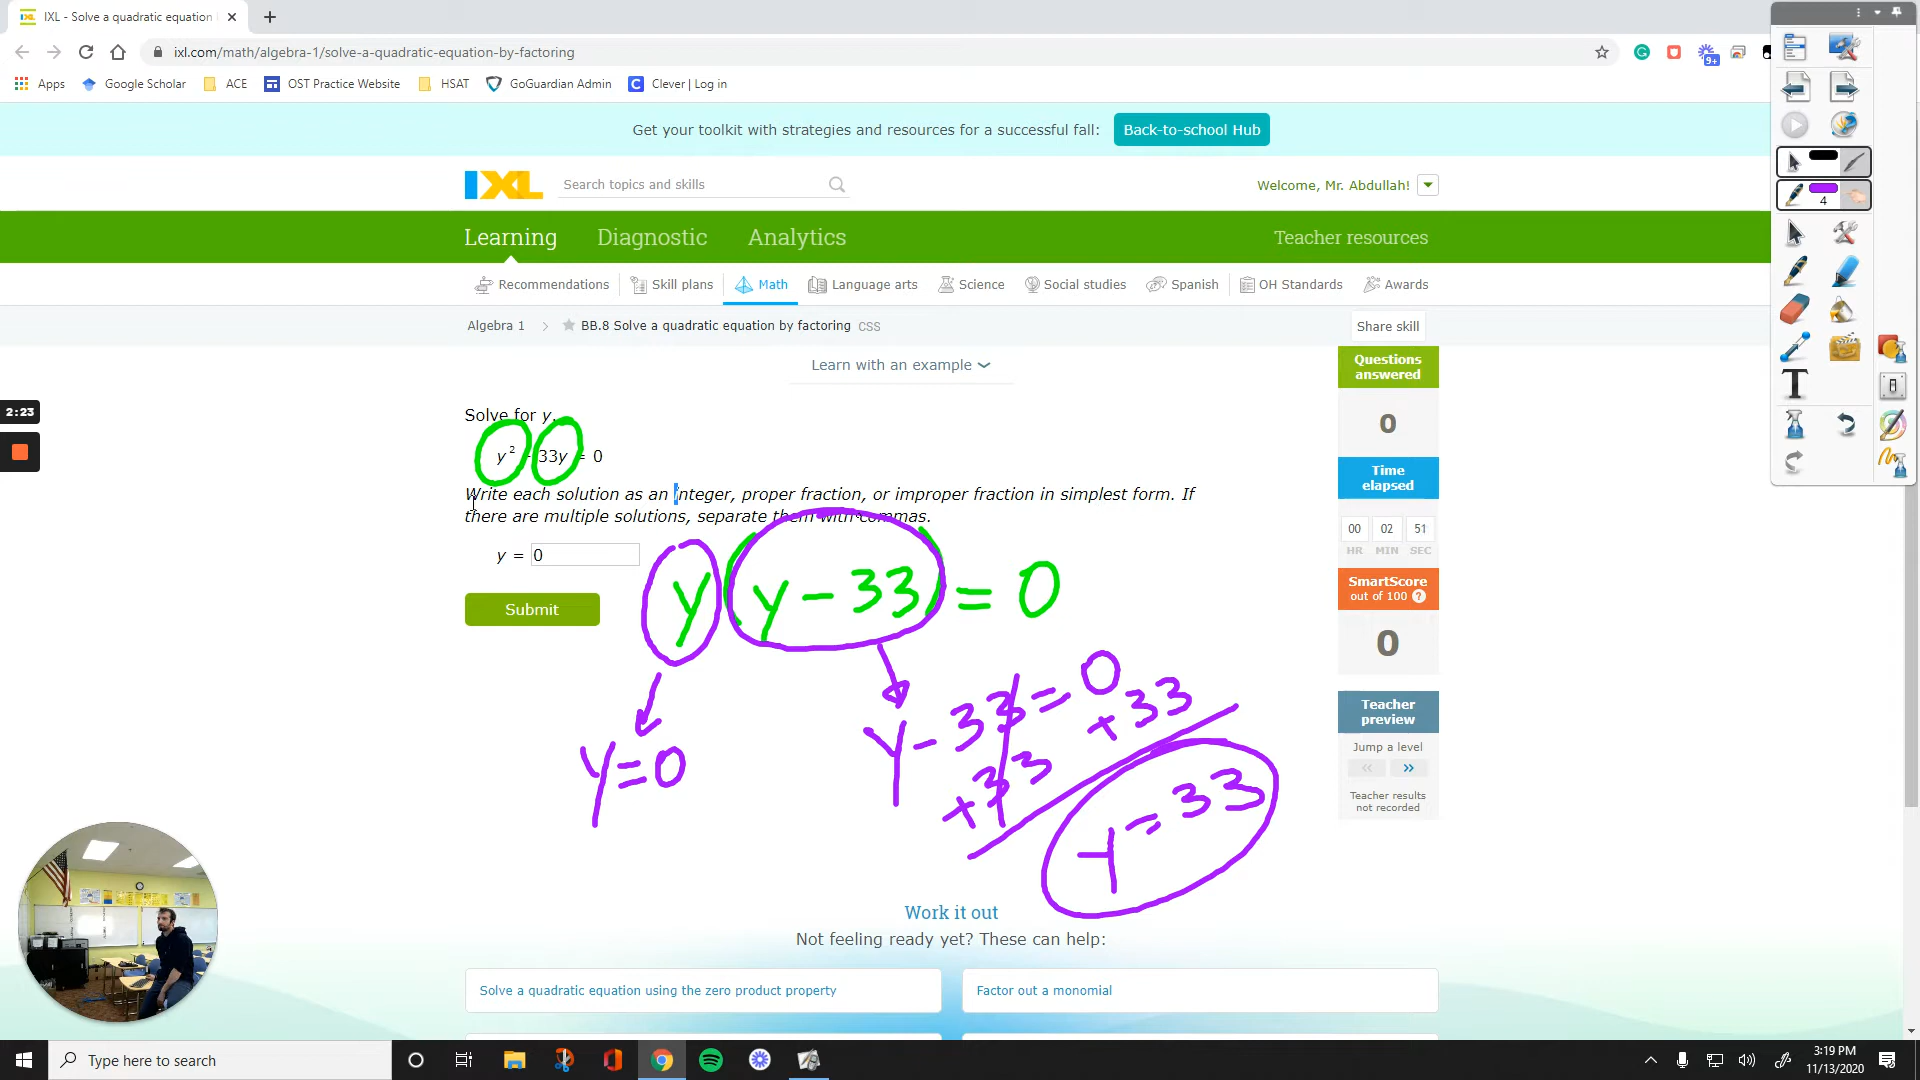 IXL - Solve a quadratic equation
ixl.com/math/algebra-1/solve-a-quadratic-equation-by-factoring
9+
Apps Google Scholar ACE OST Practice Website HSAT GoGuardian Admin Clever | Log in
Get your toolkit with strategies and resources for a successful fall: Back-to-school Hub
IXL Search topics and skills Welcome, Mr. Abdullah!
4
Learning Diagnostic Analytics Teacher resources
Recommendations Skill plans Math Language arts Science Social studies Spanish OH Standards Awards
Algebra 1 BB.8 Solve a quadratic equation by factoring CSS Share skill
Learn with an example
Questions answered
0
2:23
Solve for y.
y² - 33y = 0
Time elapsed
Write each solution as an integer, proper fraction, or improper fraction in simplest form. If
there are multiple solutions, separate them with commas.
00 02 51
HR MIN SEC
y = 0
Submit
y (y - 33) = 0
SmartScore
out of 100 ?
0
y = 0
y - 33 = 0
+33 +33
y = 33
Teacher preview
Jump a level
<< >>
Teacher results
not recorded
T
Work it out
Not feeling ready yet? These can help:
Solve a quadratic equation using the zero product property Factor out a monomial
Type here to search
3:19 PM
11/13/2020